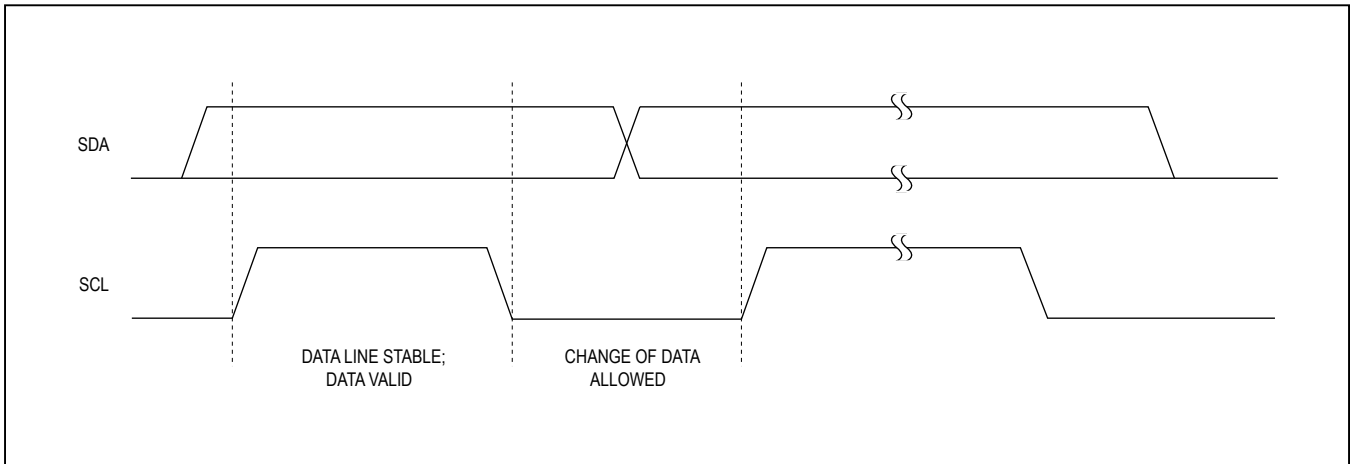 SDA
SCL
DATA LINE STABLE;
DATA VALID
CHANGE OF DATA
ALLOWED